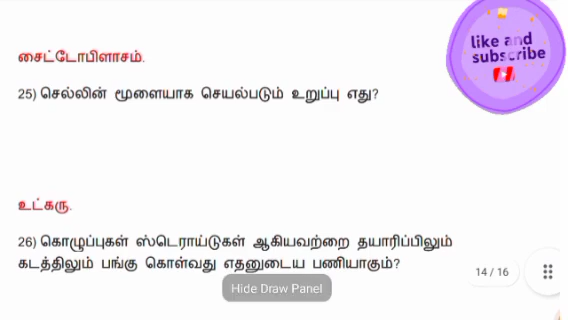 like and
subscribe
சைட்டோபிளாசம்.
25) செல்லின் மூளையாக செயல்படும் உறுப்பு எது?
உட்கரு.
26) கொழுப்புகள் ஸ்டெராய்டுகள் ஆகியவற்றை தயாரிப்பிலும்
கடத்திலும் பங்கு கொள்வது எதனுடைய பணியாகும்?
14 / 16
Hide Draw Panel